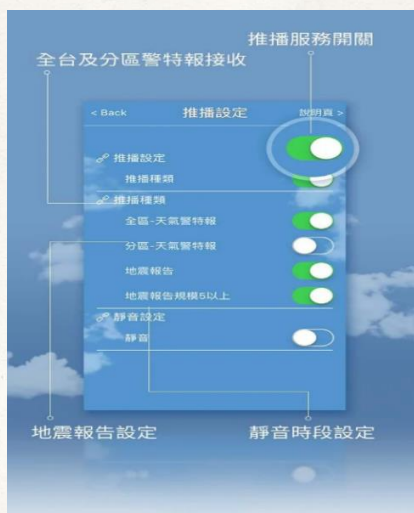 推播服務開關
全台及分區警特報接收
< Back 推播設定 說明頁 >
推播設定
推播種類
推播種類
全區-天氣警特報
分區-天氣警特報
地震報告
地震報告規模5以上
靜音設定
靜音
地震報告設定
靜音時段設定